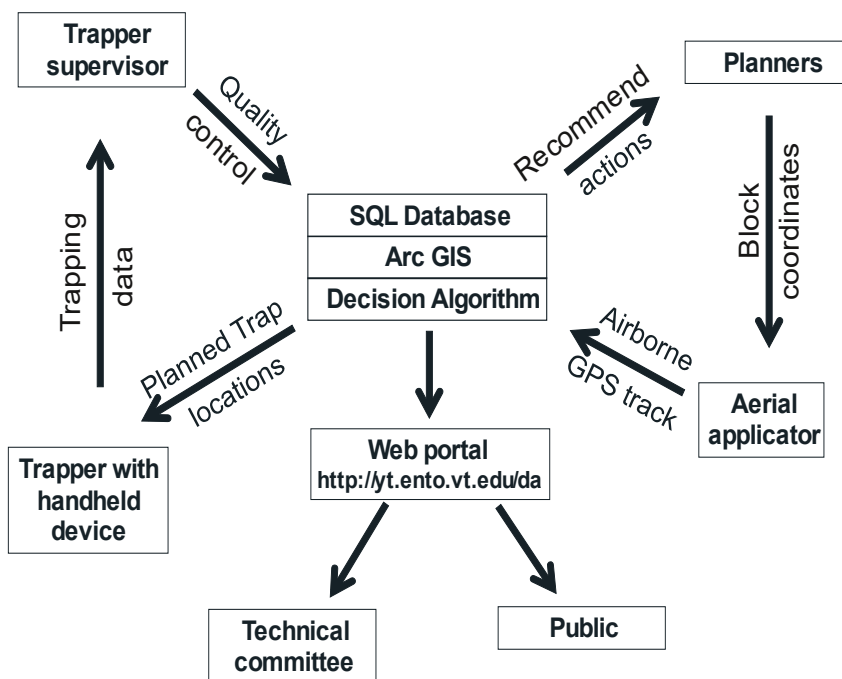 Trapper
supervisor
Planners
Quality
control
Recommend
actions
SQL Database
Arc GIS
Decision Algorithm
Trapping
data
Block
coordinates
Planned Trap
locations
Airborne
GPS track
Aerial
applicator
Web portal
http://yt.ento.vt.edu/da
Trapper with
handheld
device
Technical
committee
Public